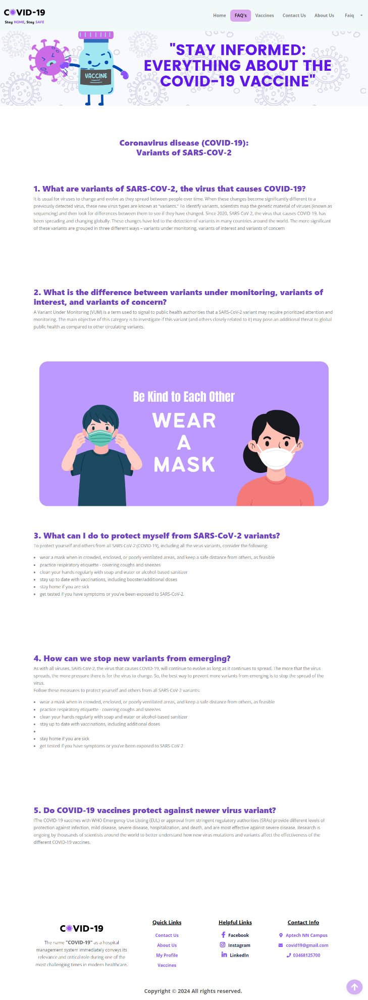 COVID-19
Stay HOME, Stay SAFE
Home
FAQ's
Vaccines
Contact Us
About Us
Faiq
VACCINE
"STAY INFORMED:
EVERYTHING ABOUT THE
COVID-19 VACCINE"
Coronavirus disease (COVID-19):
Variants of SARS-COV-2
1. What are variants of SARS-COV-2, the virus that causes COVID-19?
It is usual for viruses to change and evolve as they spread between people over time. When these changes become significantly different to a
previously detected virus, these new virus types are known as “variants.” To identify variants, scientists map the genetic material of viruses (known as
sequencing) and then look for differences between them to see if they have changed. Since 2020, SARS-CoV-2, the virus that causes COVID-19, has
been spreading and changing globally. These changes have led to the detection of variants in many countries around the world. The more significant
of these variants are grouped in three different ways – variants under monitoring, variants of interest and variants of concern
2. What is the difference between variants under monitoring, variants of
interest, and variants of concern?
A Variant Under Monitoring (VUM) is a term used to signal to public health authorities that a SARS-CoV-2 variant may require prioritized attention and
monitoring. The main objective of this category is to investigate if this variant (and others closely related to it) may pose an additional threat to global
public health as compared to other circulating variants.
Be Kind to Each Other
WEAR
A
MASK
3. What can I do to protect myself from SARS-CoV-2 variants?
To protect yourself and others from all SARS-CoV-2 (COVID-19), including all the virus variants, consider the following:
• wear a mask when in crowded, enclosed, or poorly ventilated areas, and keep a safe distance from others, as feasible
• practice respiratory etiquette - covering coughs and sneezes
• clean your hands regularly with soap and water or alcohol-based sanitizer
• stay up to date with vaccinations, including booster/additional doses
• stay home if you are sick
• get tested if you have symptoms or you’ve been exposed to SARS-CoV-2.
4. How can we stop new variants from emerging?
As with all viruses, SARS-CoV-2, the virus that causes COVID-19, will continue to evolve as long as it continues to spread. The more that the virus
spreads, the more pressure there is for the virus to change. So, the best way to prevent more variants from emerging is to stop the spread of the
virus.
Follow these measures to protect yourself and others from all SARS-CoV-2 variants:
• wear a mask when in crowded, enclosed, or poorly ventilated areas, and keep a safe distance from others, as feasible
• practice respiratory etiquette - covering coughs and sneezes
• clean your hands regularly with soap and water or alcohol-based sanitizer
• stay up to date with vaccinations, including additional doses
•
• stay home if you are sick
• get tested if you have symptoms or you’ve been exposed to SARS-CoV-2
5. Do COVID-19 vaccines protect against newer virus variant?
IThe COVID-19 vaccines with WHO Emergency Use Listing (EUL) or approval from stringent regulatory authorities (SRAs) provide different levels of
protection against infection, mild disease, severe disease, hospitalization, and death, and are most effective against severe disease. Research is
ongoing by thousands of scientists around the world to better understand how new virus mutations and variants affect the effectiveness of the
different COVID-19 vaccines.
COVID-19
The name "COVID-19" as a hospital
management system immediately conveys its
relevance and critical role during one of the
most challenging times in modern healthcare.
Quick Links
Contact Us
About Us
My Profile
Vaccines
Helpful Links
Facebook
Instagram
LinkedIn
Contact Info
Aptech NN Campus
covid19@gmail.com
03468125700
Copyright © 2024 All rights reserved.